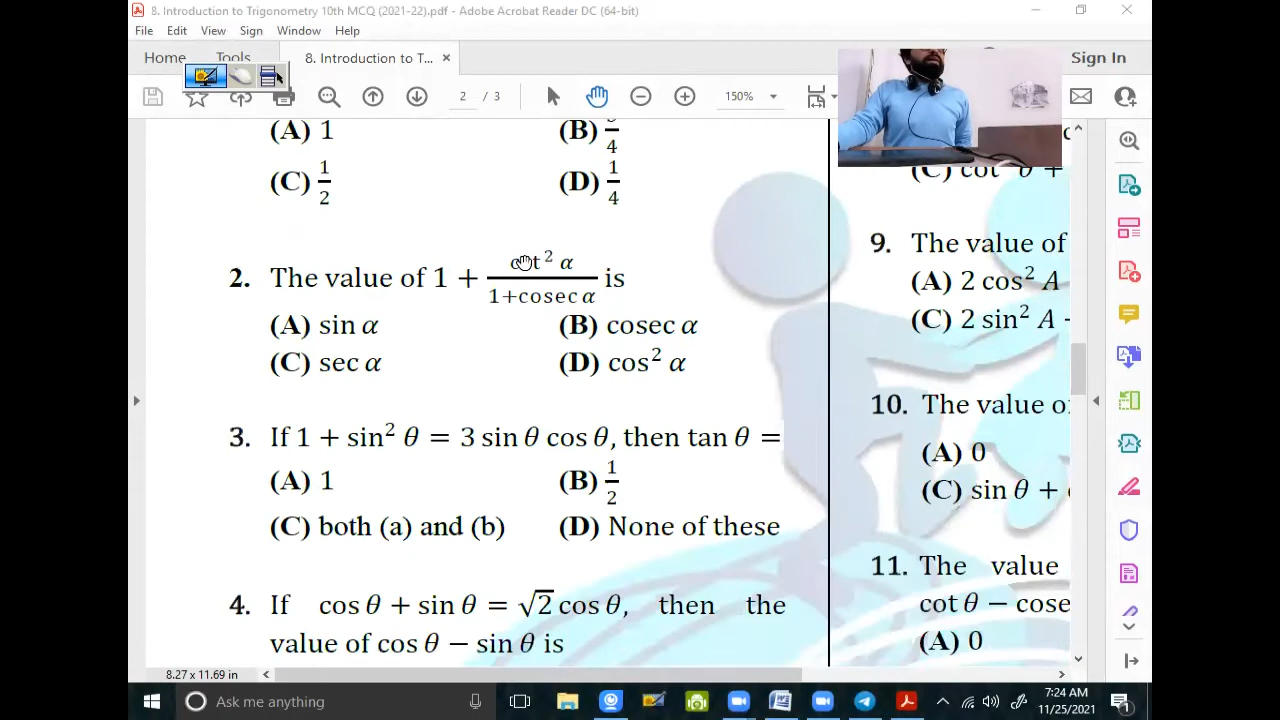 8. Introduction to Trigonometry 10th MCQ (2021-22).pdf - Adobe Acrobat Reader DC (64-bit)
File Edit View Sign Window Help
Home Tools 8. Introduction to T... × Sign In
2 / 3 150%
(A) 1 (B) /4
(C) 1/2 (D) 1/4
2. The value of 1 + cot² α / 1+cosec α is
(A) sin α (B) cosec α
(C) sec α (D) cos² α
3. If 1 + sin² θ = 3 sin θ cos θ, then tan θ =
(A) 1 (B) 1/2
(C) both (a) and (b) (D) None of these
4. If cos θ + sin θ = √2 cos θ, then the
value of cos θ − sin θ is
(C) cot θ +
9. The value of
(A) 2 cos² A
(C) 2 sin² A -
10. The value o
(A) 0
(C) sin θ +
11. The value
cot θ − cose
(A) 0
8.27 x 11.69 in
Ask me anything
7:24 AM
11/25/2021
1